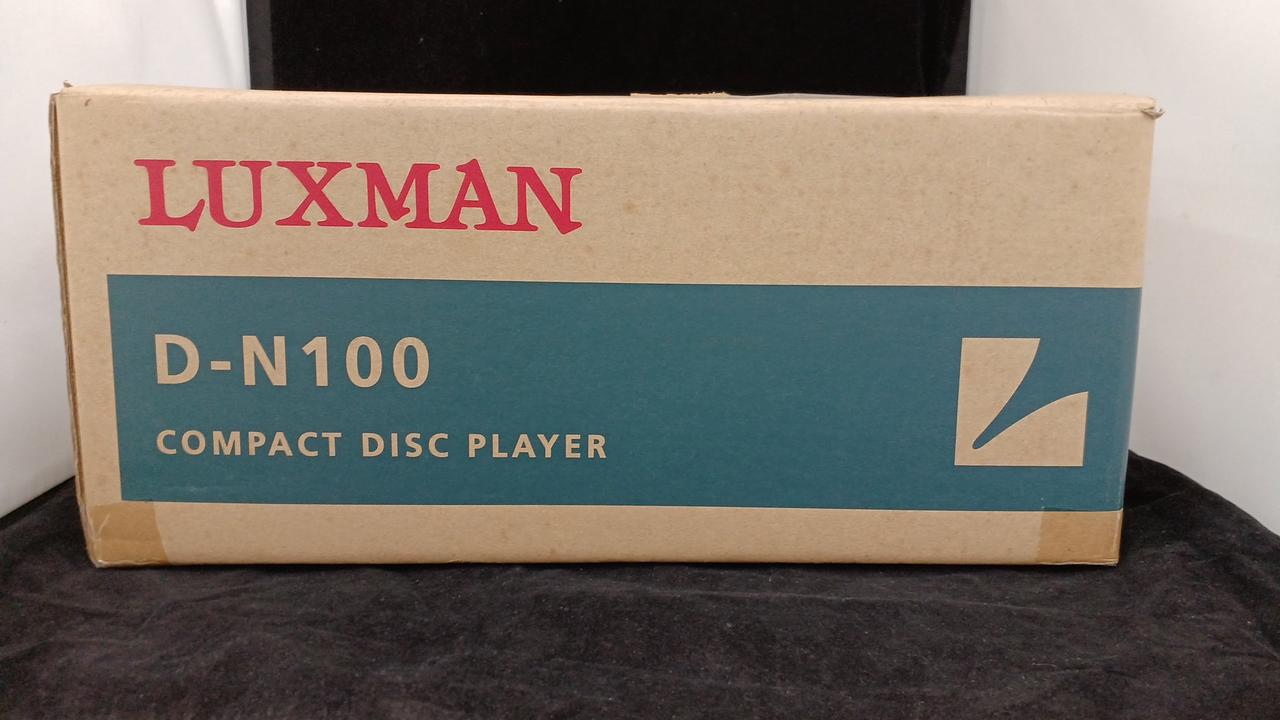 LUXMAN
D-N100
COMPACT DISC PLAYER